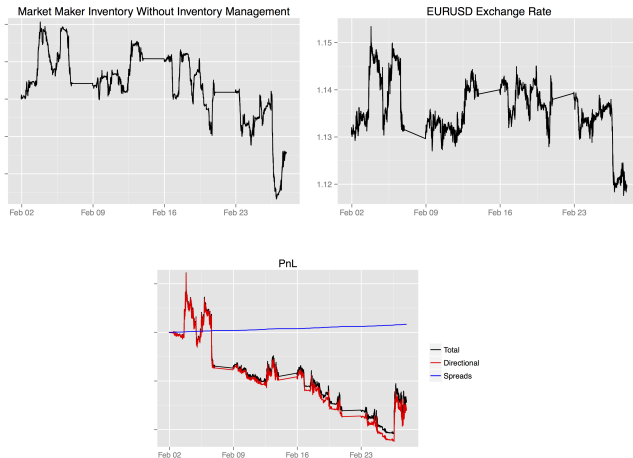 Market Maker Inventory Without Inventory Management
Feb 02 Feb 09 Feb 16 Feb 23
EURUSD Exchange Rate
1.15
1.14
1.13
1.12
Feb 02 Feb 09 Feb 16 Feb 23
PnL
Feb 02 Feb 09 Feb 16 Feb 23
Total
Directional
Spreads